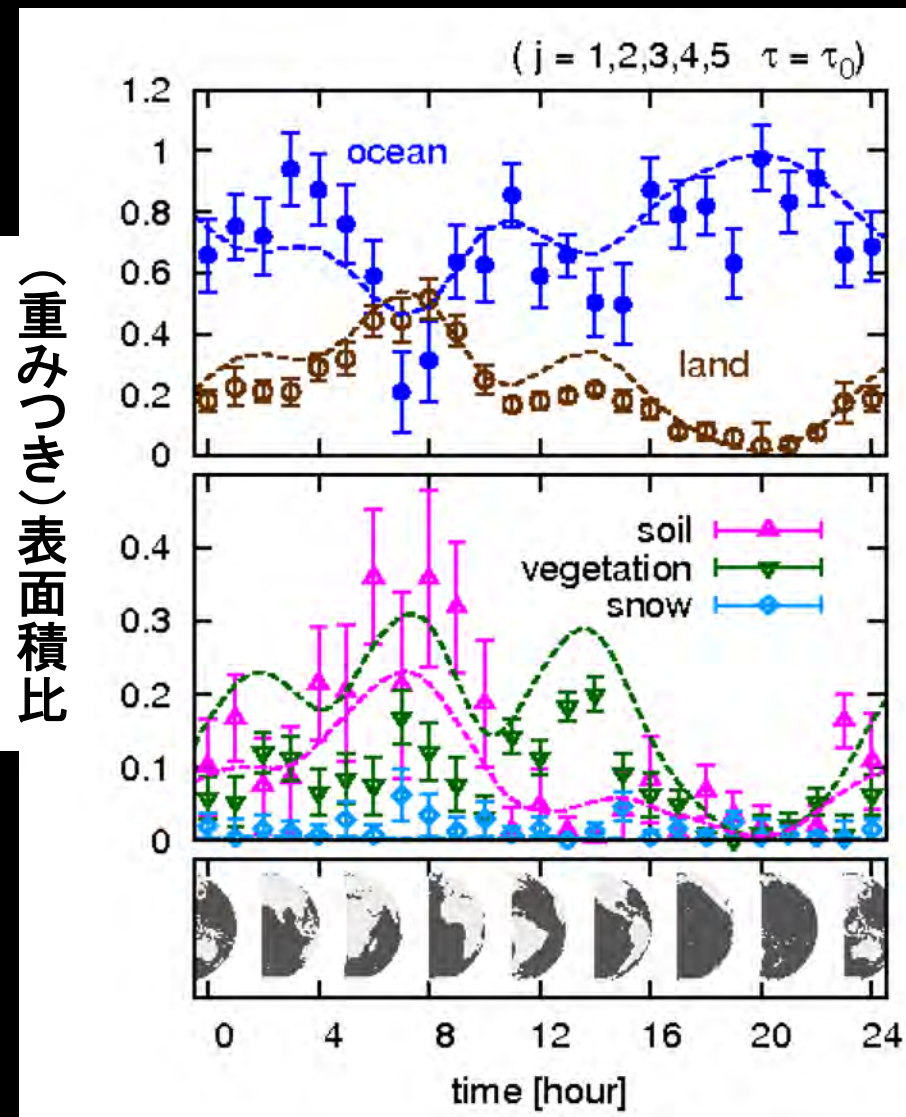 ( j = 1,2,3,4,5 τ = τ0)
1.2
1
0.8
0.6
0.4
0.2
0
ocean
land
(重みつき)表面積比
0.4
0.3
0.2
0.1
0
soil
vegetation
snow
0 4 8 12 16 20 24
time [hour]